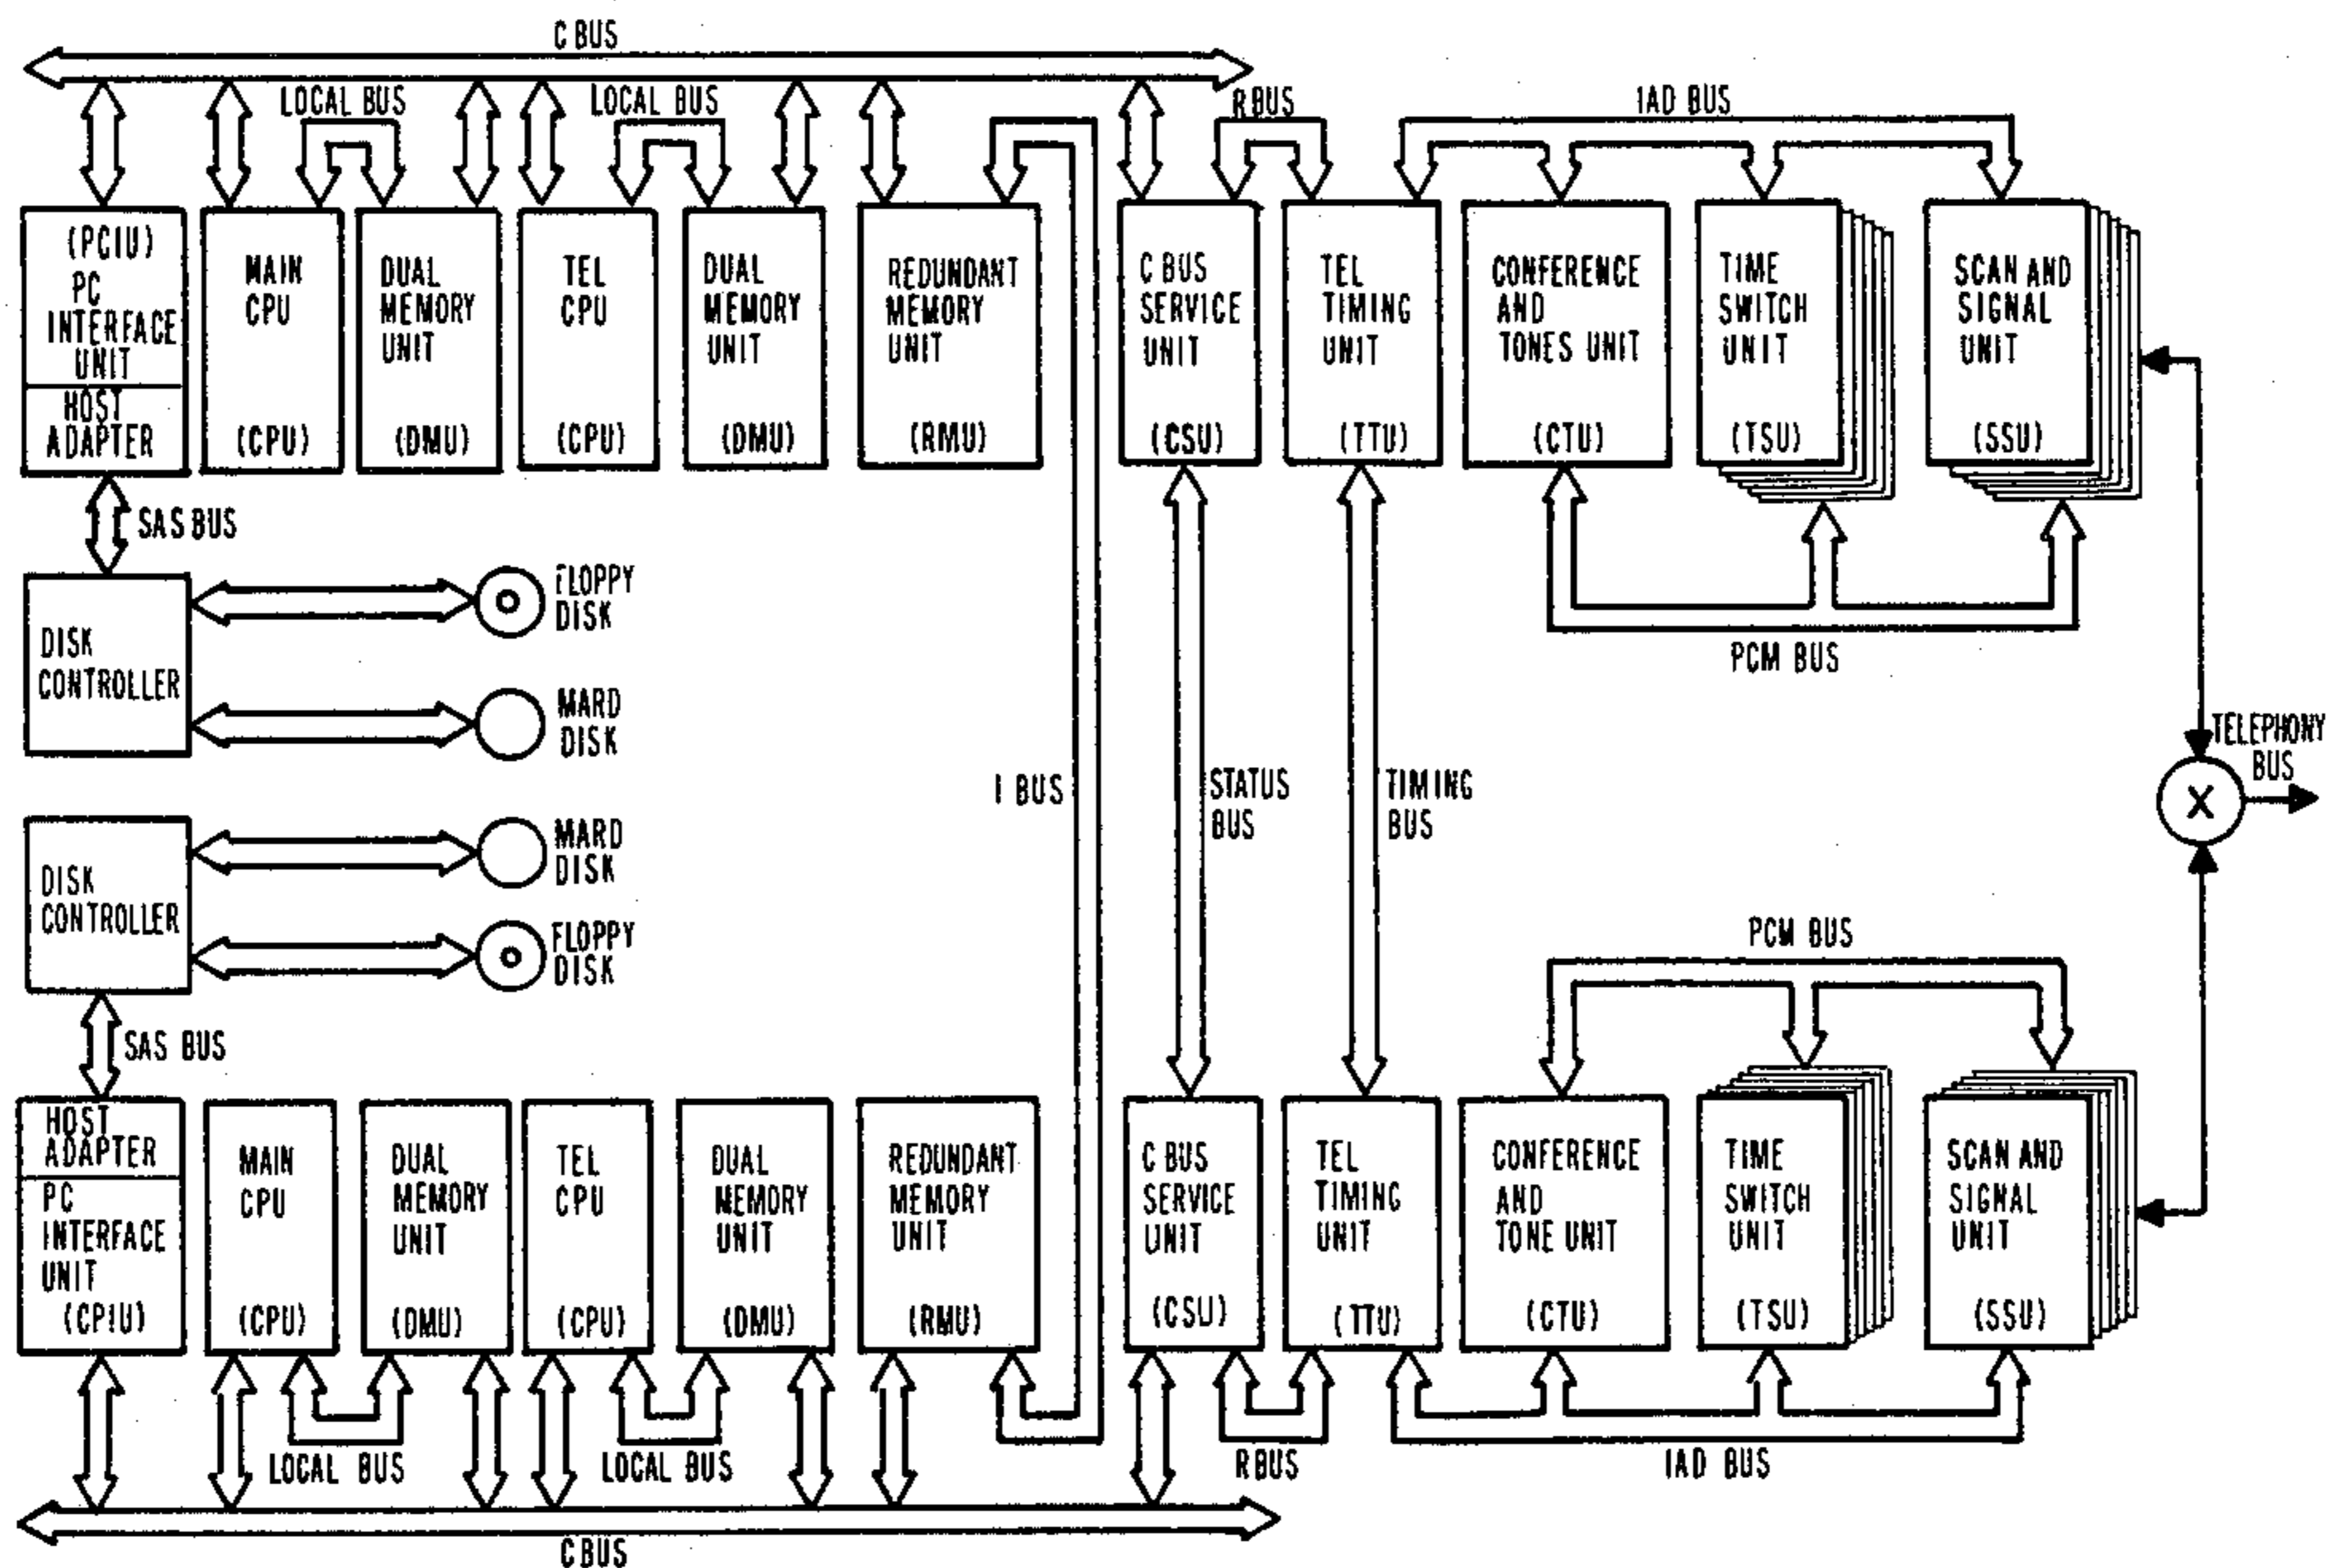 C BUS
LOCAL BUS
LOCAL BUS
R BUS
IAD BUS
(PCIU)
PC
INTERFACE
UNIT
HOST
ADAPTER
MAIN
CPU
(CPU)
DUAL
MEMORY
UNIT
(DMU)
TEL
CPU
(CPU)
DUAL
MEMORY
UNIT
(DMU)
REDUNDANT
MEMORY
UNIT
(RMU)
C BUS
SERVICE
UNIT
(CSU)
TEL
TIMING
UNIT
(TTU)
CONFERENCE
AND
TONES UNIT
(CTU)
TIME
SWITCH
UNIT
(TSU)
SCAN AND
SIGNAL
UNIT
(SSU)
SAS BUS
DISK
CONTROLLER
FLOPPY
DISK
MARD
DISK
PCM BUS
I BUS
STATUS
BUS
TIMING
BUS
TELEPHONY
BUS
X
DISK
CONTROLLER
MARD
DISK
FLOPPY
DISK
PCM BUS
SAS BUS
HOST
ADAPTER
PC
INTERFACE
UNIT
(CPIU)
MAIN
CPU
(CPU)
DUAL
MEMORY
UNIT
(DMU)
TEL
CPU
(CPU)
DUAL
MEMORY
UNIT
(DMU)
REDUNDANT
MEMORY
UNIT
(RMU)
C BUS
SERVICE
UNIT
(CSU)
TEL
TIMING
UNIT
(TTU)
CONFERENCE
AND
TONE UNIT
(CTU)
TIME
SWITCH
UNIT
(TSU)
SCAN AND
SIGNAL
UNIT
(SSU)
LOCAL BUS
LOCAL BUS
R BUS
IAD BUS
C BUS